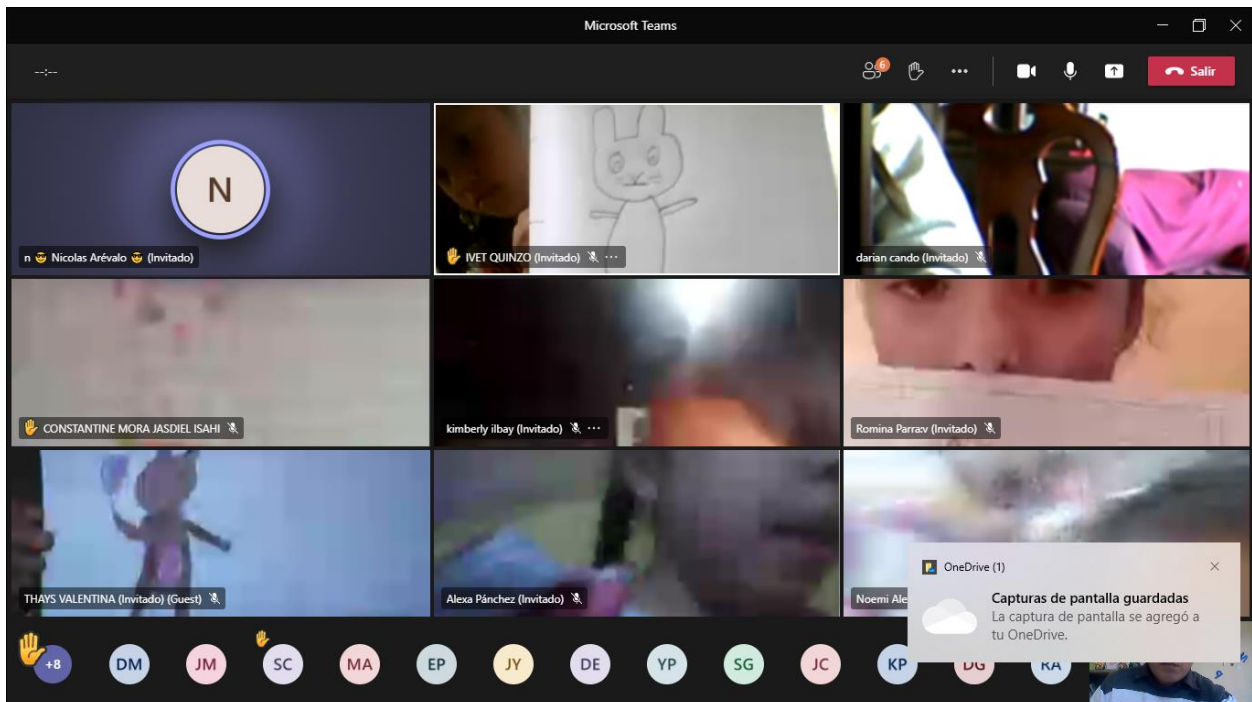 Microsoft Teams
--:--
6
Salir
N
n 😎 Nicolas Arévalo 😎 (Invitado)
IVET QUINZO (Invitado)
darian cando (Invitado)
CONSTANTINE MORA JASDIEL ISAHI
kimberly ilbay (Invitado)
Romina Parrav (Invitado)
THAYS VALENTINA (Invitado) (Guest)
Alexa Pánchez (Invitado)
Noemi Ale
OneDrive (1)
Capturas de pantalla guardadas
La captura de pantalla se agregó a
tu OneDrive.
+8
DM
JM
SC
MA
EP
JY
DE
YP
SG
JC
KP
DG
RA